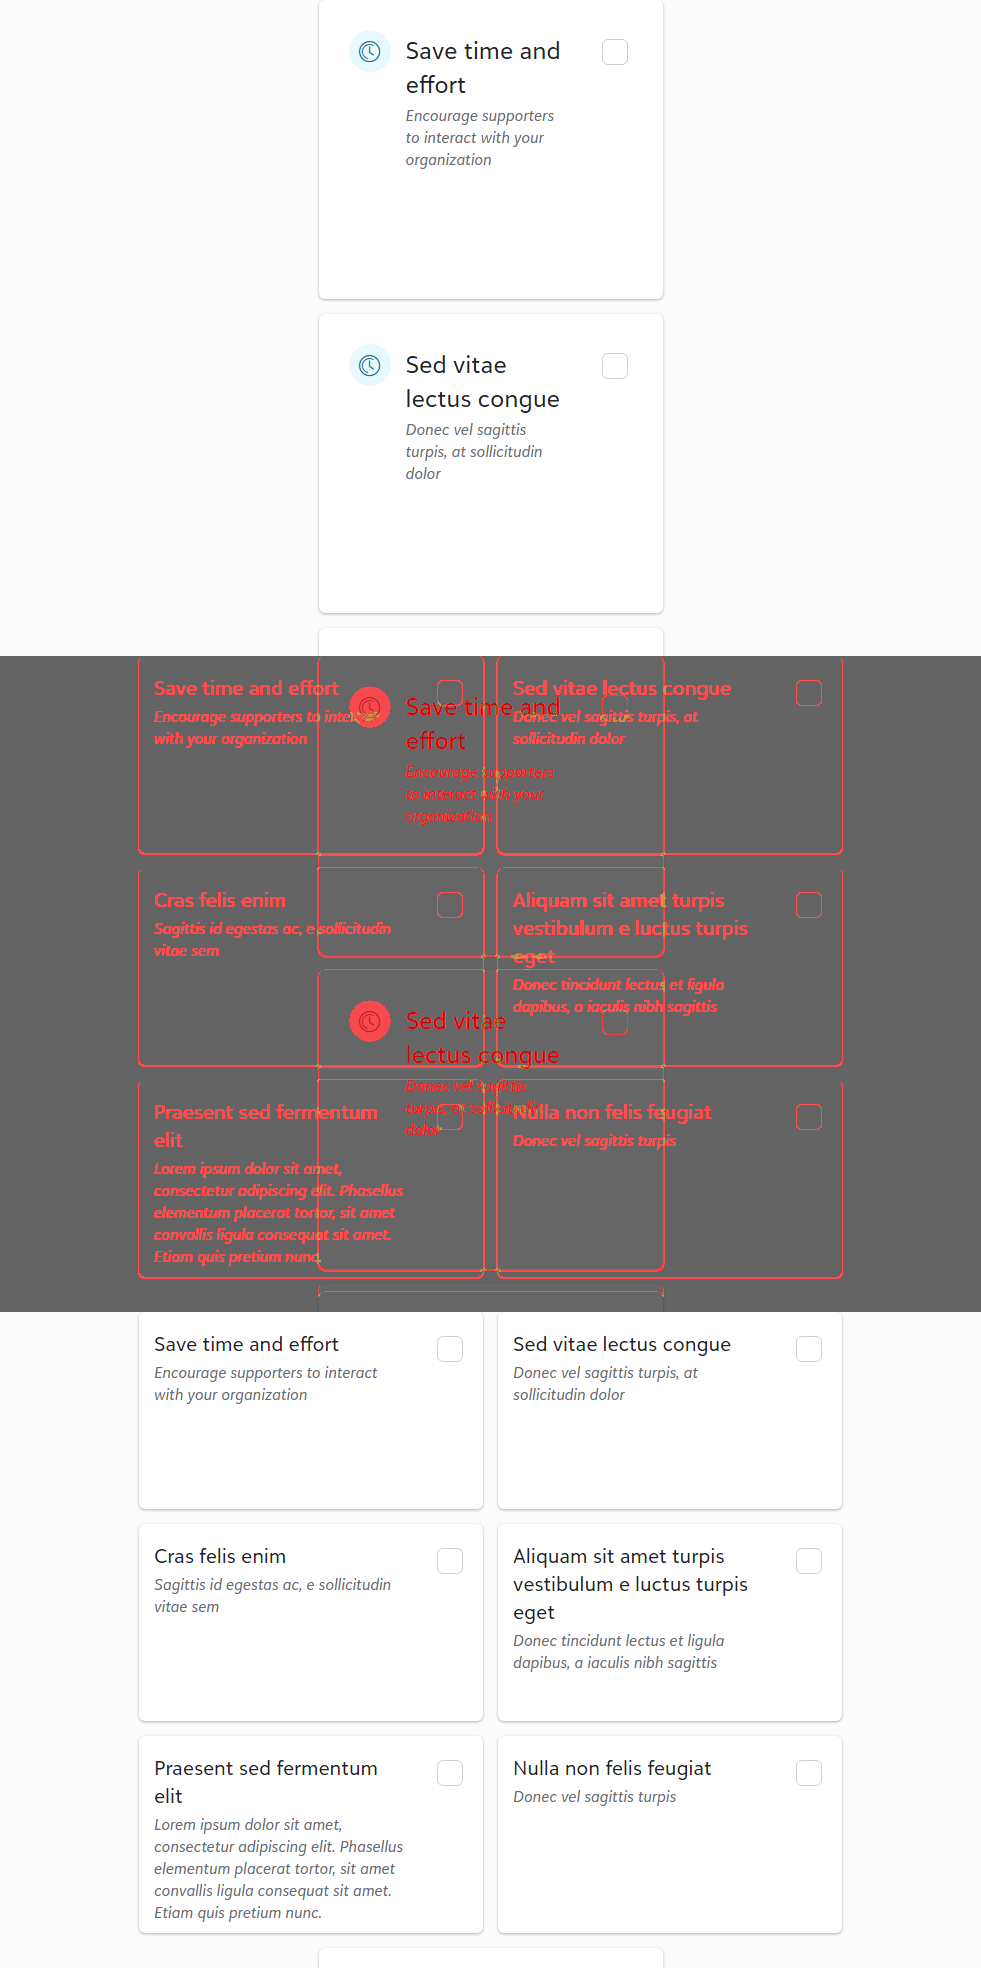 Save time and
effort
Encourage supporters
to interact with your
organization
Sed vitae
lectus congue
Donec vel sagittis
turpis, at sollicitudin
dolor
Save time and effort
Encourage supporters to interact
with your organization
Sed vitae lectus congue
Donec vel sagittis turpis, at
sollicitudin dolor
Save time and
effort
Encourage supporters
to interact with your
organization
Cras felis enim
Sagittis id egestas ac, e sollicitudin
vitae sem
Aliquam sit amet turpis
vestibulum e luctus turpis
eget
Donec tincidunt lectus et ligula
dapibus, a iaculis nibh sagittis
Sed vitae
lectus congue
Donec vel sagittis
turpis, at sollicitudin
dolor
Praesent sed fermentum
elit
Lorem ipsum dolor sit amet,
consectetur adipiscing elit. Phasellus
elementum placerat tortor, sit amet
convallis ligula consequat sit amet.
Etiam quis pretium nunc.
Nulla non felis feugiat
Donec vel sagittis turpis
Save time and effort
Encourage supporters to interact
with your organization
Sed vitae lectus congue
Donec vel sagittis turpis, at
sollicitudin dolor
Cras felis enim
Sagittis id egestas ac, e sollicitudin
vitae sem
Aliquam sit amet turpis
vestibulum e luctus turpis
eget
Donec tincidunt lectus et ligula
dapibus, a iaculis nibh sagittis
Praesent sed fermentum
elit
Lorem ipsum dolor sit amet,
consectetur adipiscing elit. Phasellus
elementum placerat tortor, sit amet
convallis ligula consequat sit amet.
Etiam quis pretium nunc.
Nulla non felis feugiat
Donec vel sagittis turpis